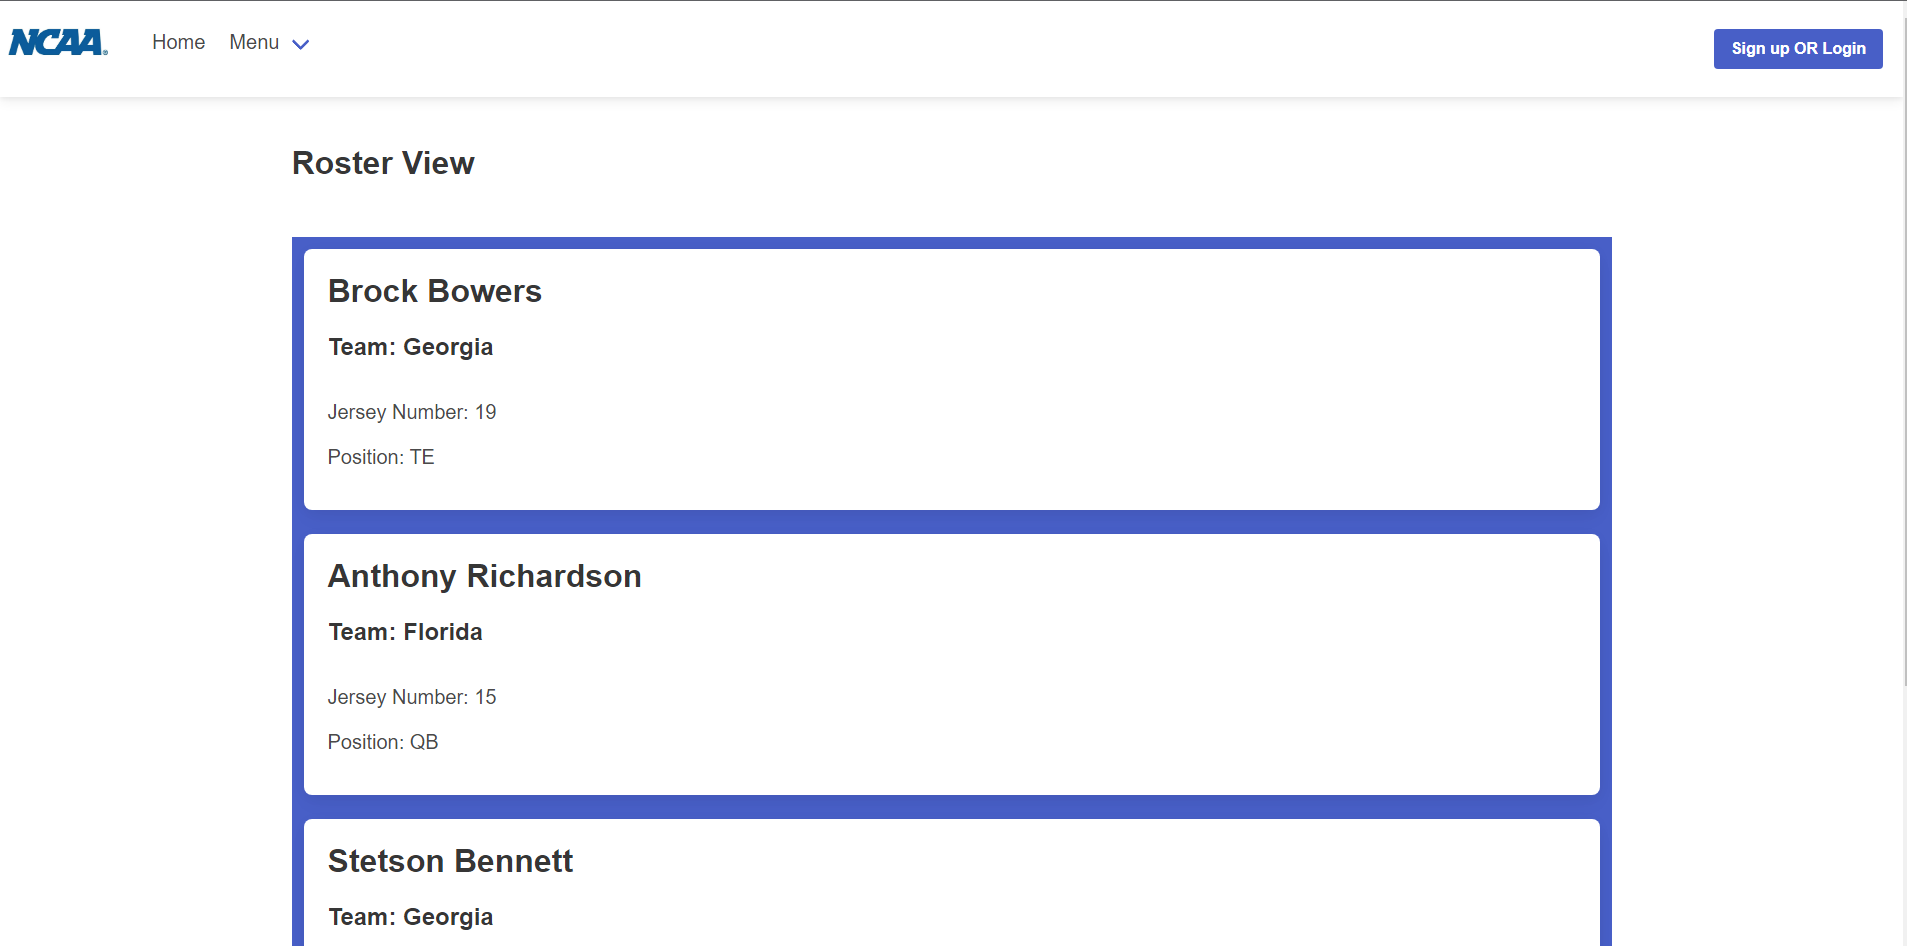 NCAA®
Home
Menu
Sign up OR Login
Roster View
Brock Bowers
Team: Georgia
Jersey Number: 19
Position: TE
Anthony Richardson
Team: Florida
Jersey Number: 15
Position: QB
Stetson Bennett
Team: Georgia